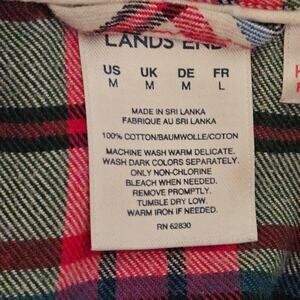 LANDS' END
US UK DE FR
M M M L
MADE IN SRI LANKA
FABRIQUE AU SRI LANKA
100% COTTON/BAUMWOLLE/COTON
MACHINE WASH WARM DELICATE.
WASH DARK COLORS SEPARATELY.
ONLY NON-CHLORINE
BLEACH WHEN NEEDED.
REMOVE PROMPTLY.
TUMBLE DRY LOW.
WARM IRON IF NEEDED.
RN 62830